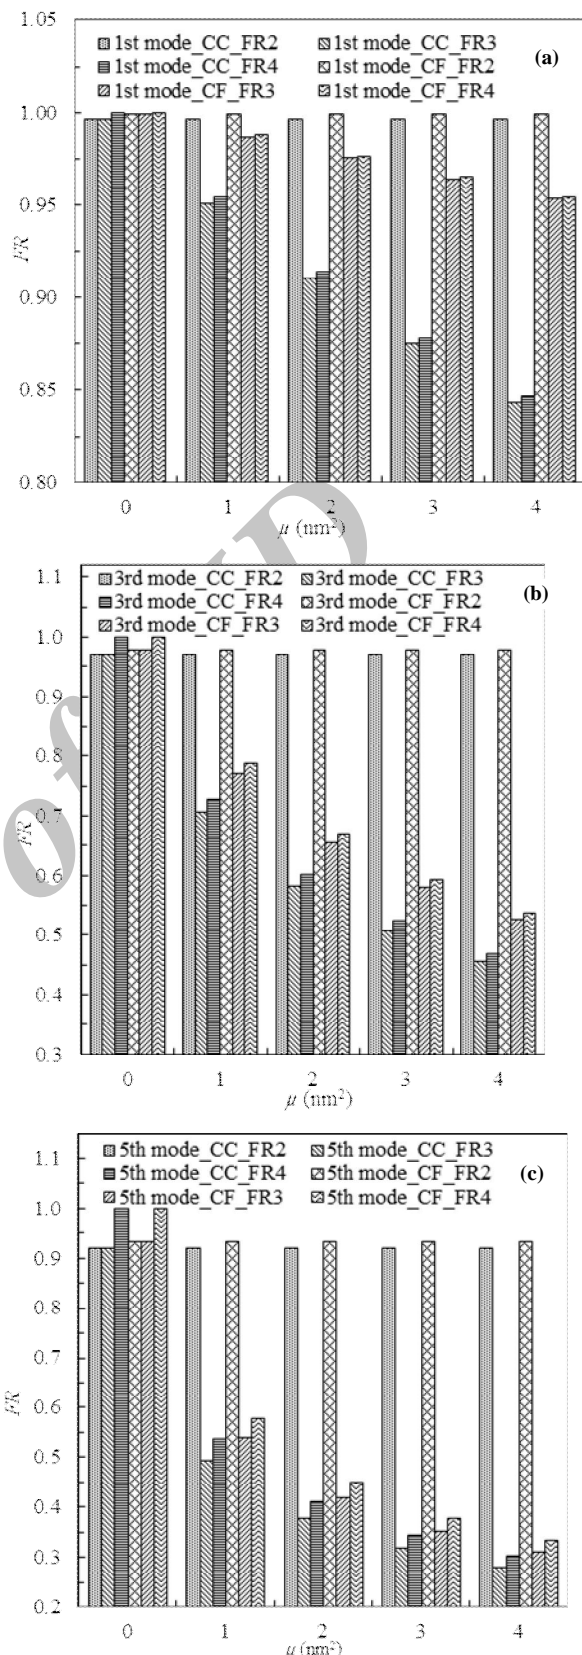 1.05
1st mode_CC_FR2 1st mode_CC_FR3
1st mode_CC_FR4 1st mode_CF_FR2
1st mode_CF_FR3 1st mode_CF_FR4
(a)
1.00
0.95
FR
0.90
0.85
0.80
0 1 2 3 4
μ (nm²)
1.1
3rd mode_CC_FR2 3rd mode_CC_FR3
3rd mode_CC_FR4 3rd mode_CF_FR2
3rd mode_CF_FR3 3rd mode_CF_FR4
(b)
1.0
0.9
0.8
0.7
FR
0.6
0.5
0.4
0.3
0 1 2 3 4
μ (nm²)
of
1.1
5th mode_CC_FR2 5th mode_CC_FR3
5th mode_CC_FR4 5th mode_CF_FR2
5th mode_CF_FR3 5th mode_CF_FR4
(c)
1.0
0.9
0.8
0.7
0.6
FR
0.5
0.4
0.3
0.2
0 1 2 3 4
μ (nm²)